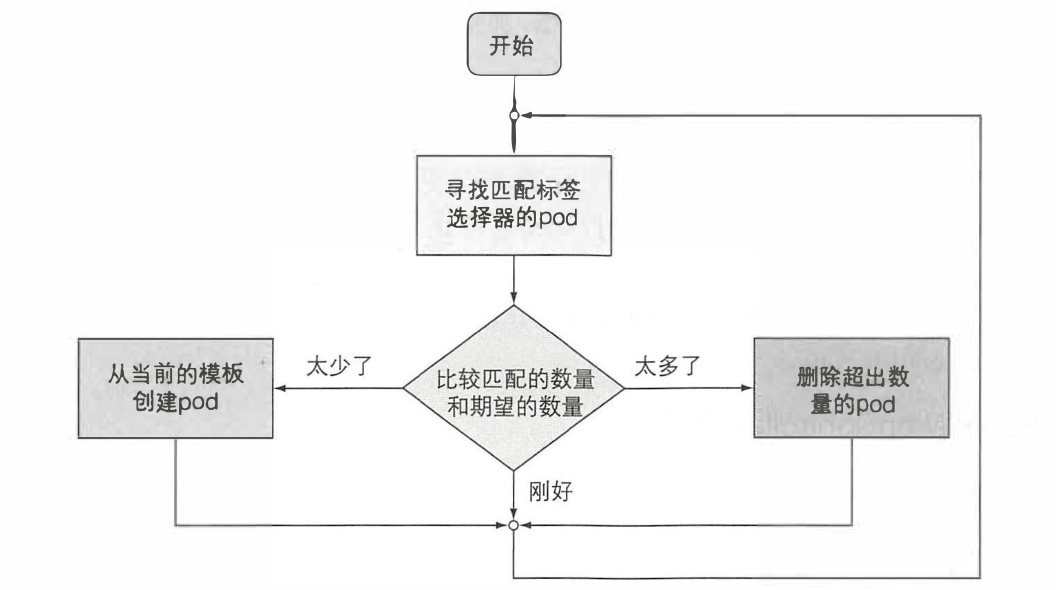 开始
寻找匹配标签
选择器的pod
太少了
太多了
从当前的模板
创建pod
比较匹配的数量
和期望的数量
删除超出数
量的pod
刚好